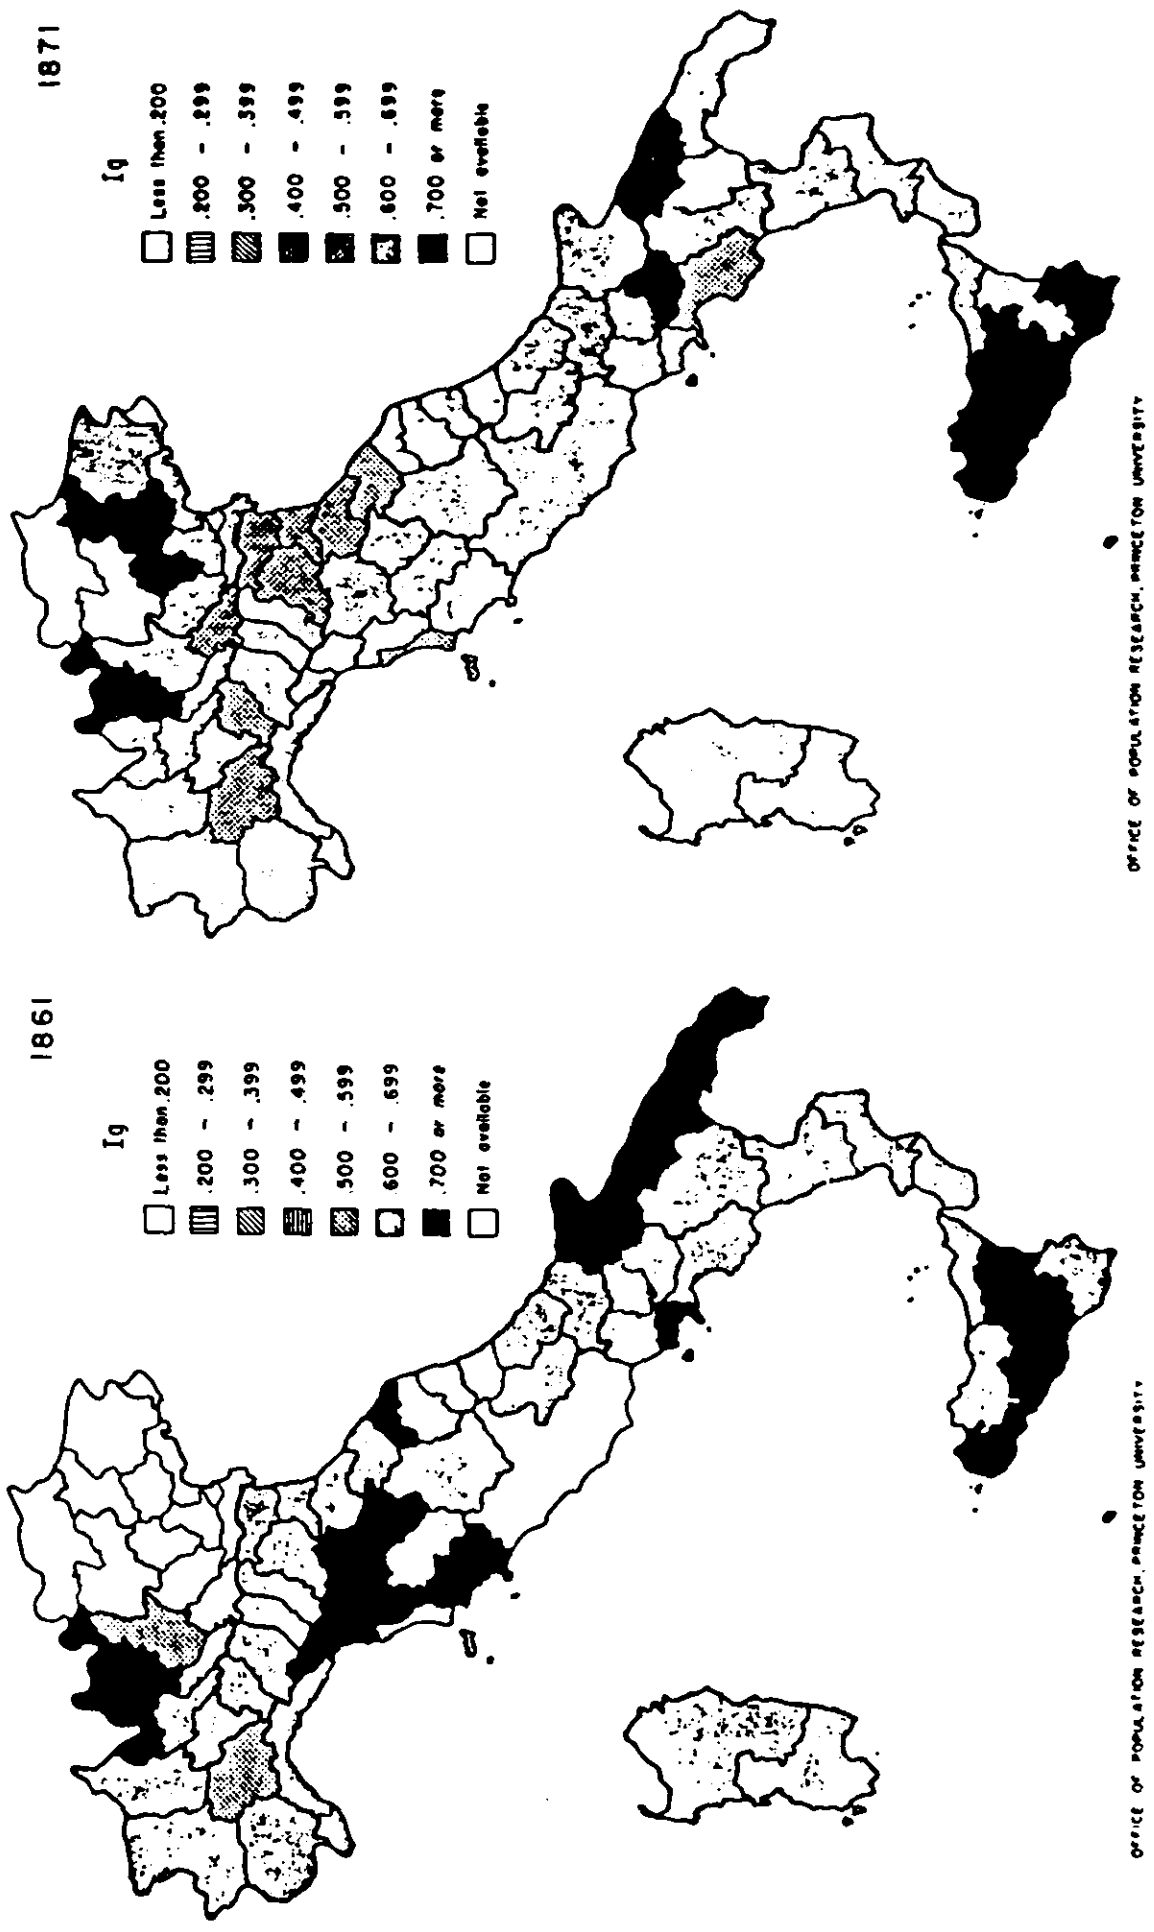 1861
Ig
Less than .200
.200 - .299
.300 - .399
.400 - .499
.500 - .599
.600 - .699
.700 or more
Not available
OFFICE OF POPULATION RESEARCH, PRINCETON UNIVERSITY
1871
Ig
Less than .200
.200 - .299
.300 - .399
.400 - .499
.500 - .599
.600 - .699
.700 or more
Not available
OFFICE OF POPULATION RESEARCH, PRINCETON UNIVERSITY